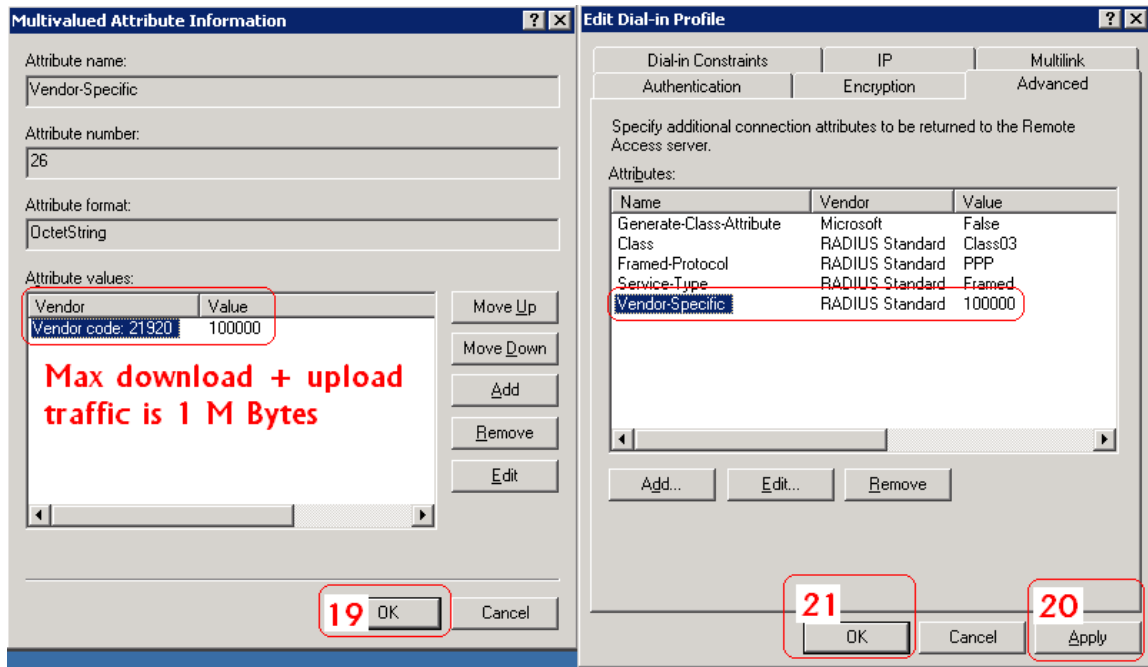 Multivalued Attribute Information
Attribute name:
Vendor-Specific
Attribute number:
26
Attribute format:
OctetString
Attribute values:
Vendor Value
Vendor code: 21920 100000
Max download + upload
traffic is 1 M Bytes
Move Up
Move Down
Add
Remove
Edit
19 OK Cancel
Edit Dial-in Profile
Dial-in Constraints IP Multilink
Authentication Encryption Advanced
Specify additional connection attributes to be returned to the Remote
Access server.
Attributes:
Name Vendor Value
Generate-Class-Attribute Microsoft False
Class RADIUS Standard Class03
Framed-Protocol RADIUS Standard PPP
Service-Type RADIUS Standard Framed
Vendor-Specific RADIUS Standard 100000
Add... Edit... Remove
21 20
OK Cancel Apply